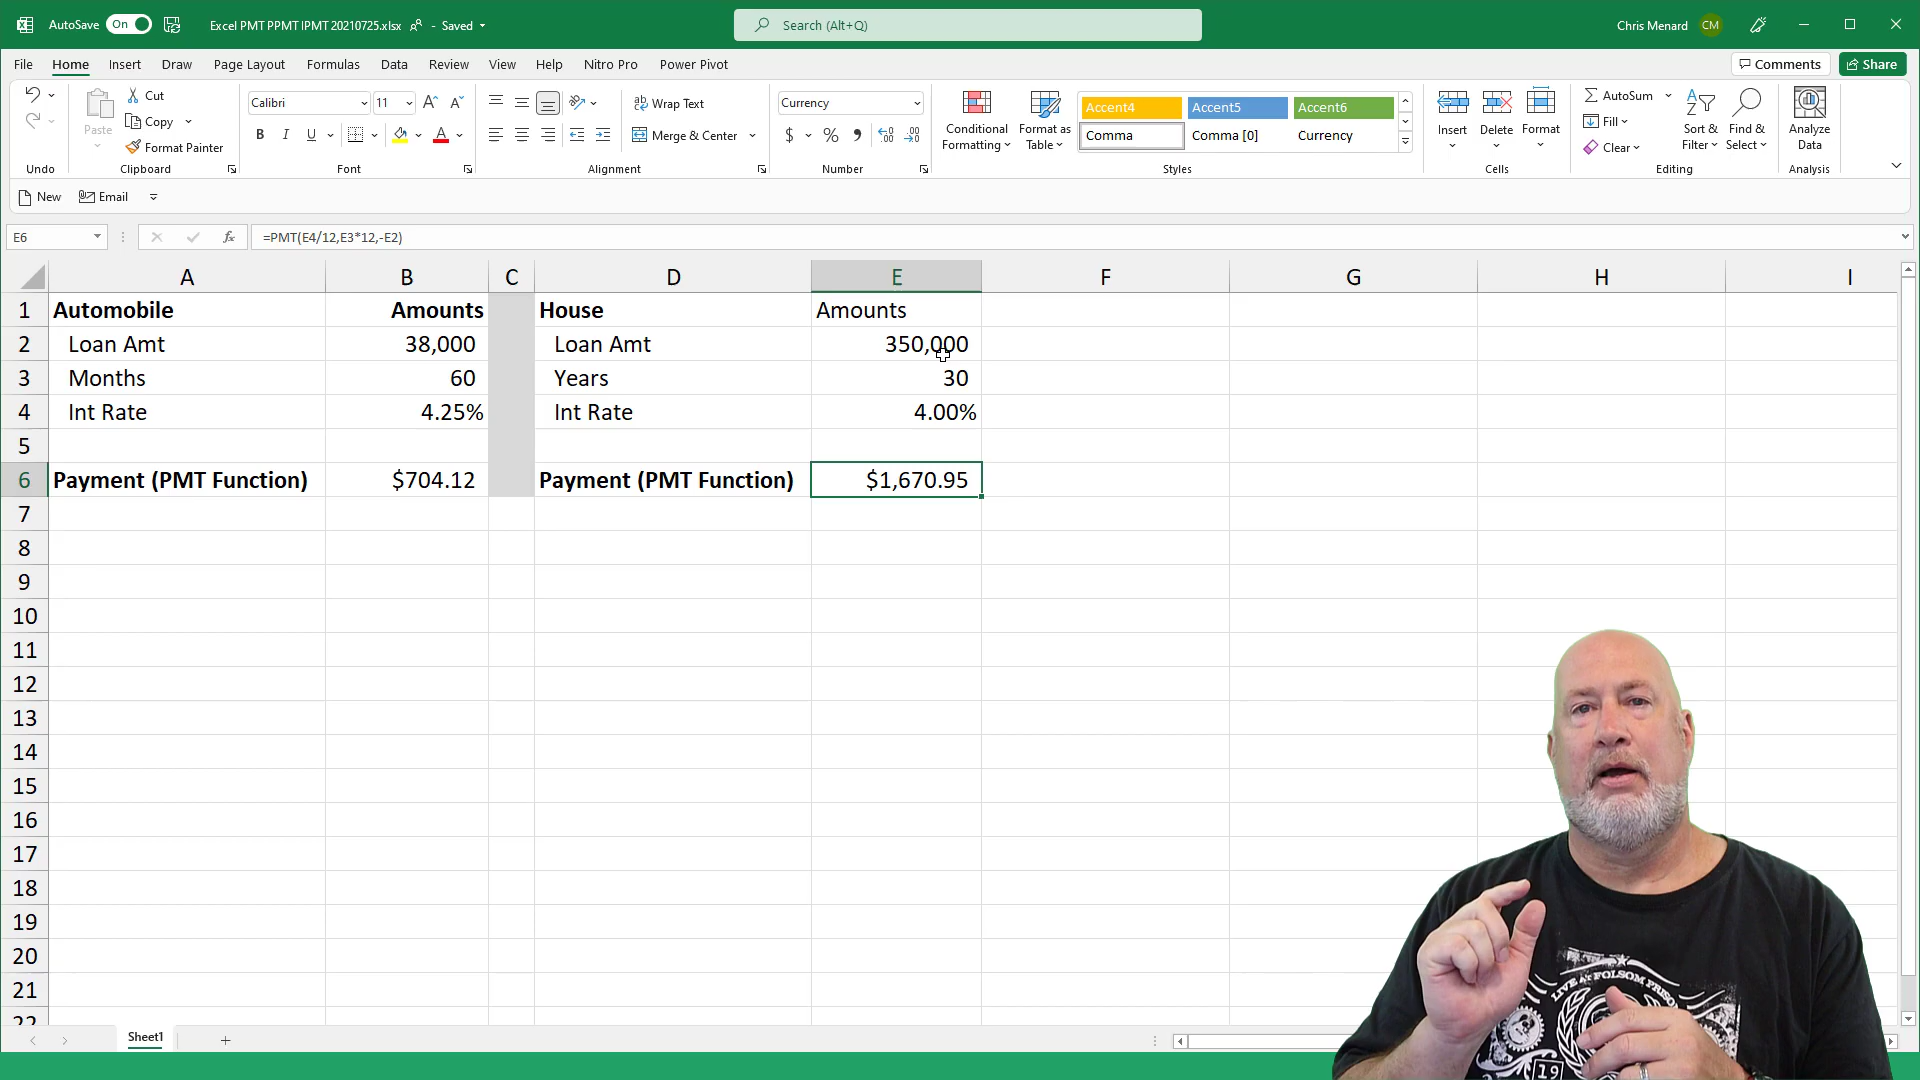 AutoSave On Excel PMT PPMT IPMT 20210725.xlsx - Saved Search (Alt+Q) Chris Menard CM
File Home Insert Draw Page Layout Formulas Data Review View Help Nitro Pro Power Pivot Comments Share
Cut Calibri 11 Wrap Text Currency Accent4 Accent5 Accent6 AutoSum
Paste Copy Conditional Formatting Format as Table Insert Delete Format Fill Sort & Filter Find & Select Analyze Data
Format Painter B I U A Merge & Center $ % Comma Comma [0] Currency Clear
Undo Clipboard Font Alignment Number Styles Cells Editing Analysis
New Email
E6 fx =PMT(E4/12,E3*12,-E2)
A B C D E F G H I
1 Automobile Amounts House Amounts
2 Loan Amt 38,000 Loan Amt 350,000
3 Months 60 Years 30
4 Int Rate 4.25% Int Rate 4.00%
5
6 Payment (PMT Function) $704.12 Payment (PMT Function) $1,670.95
7
8
9
10
11
12
13
14
15
16
17
18
19
20
21
22
LIVE AT FOLSOM PRISON
19
Sheet1